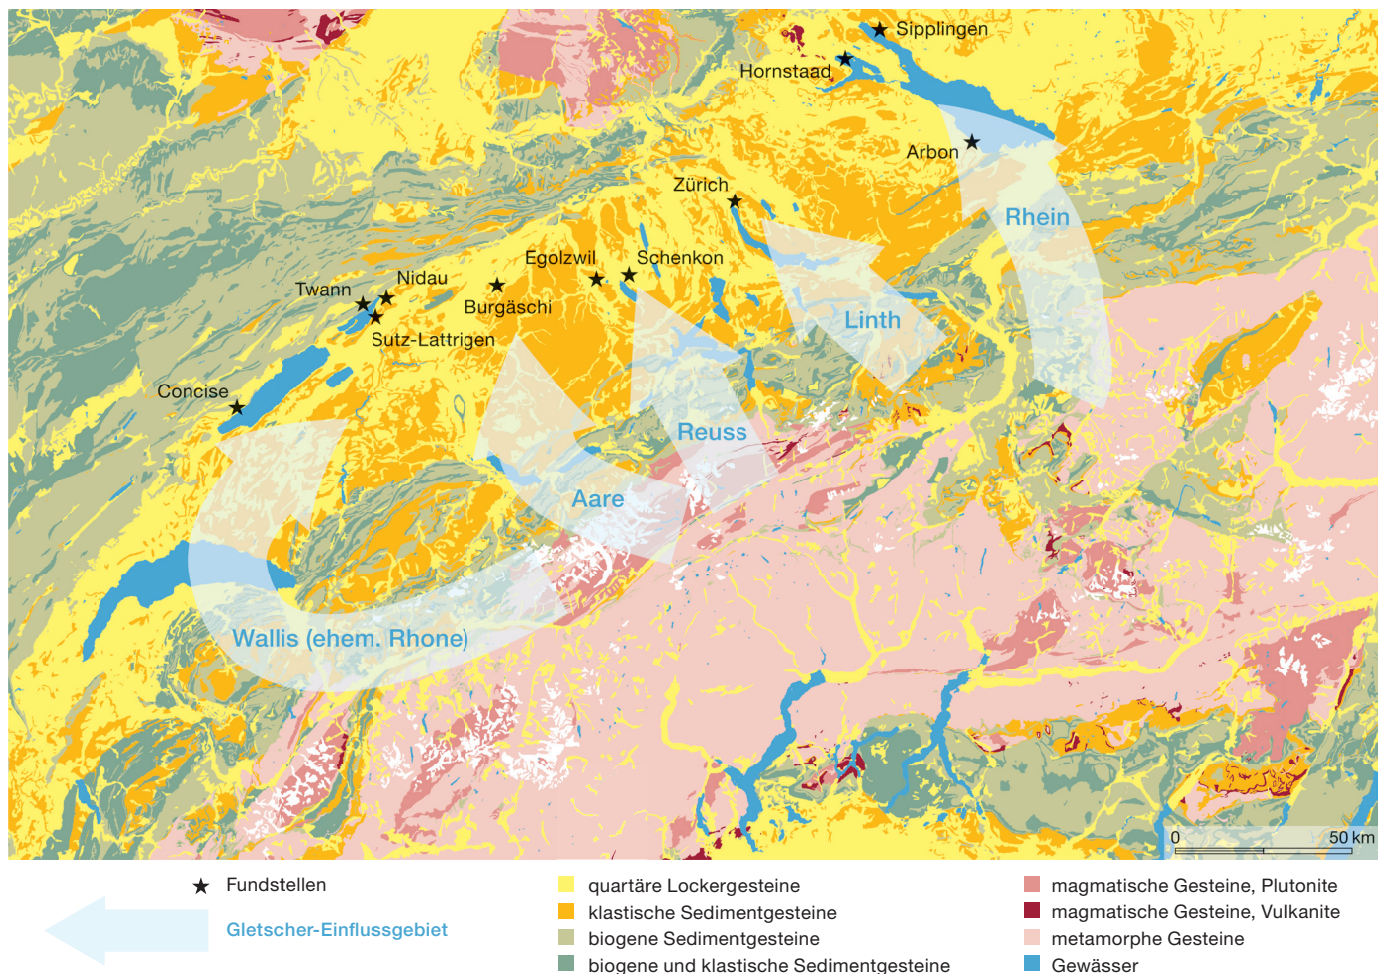 Sipplingen
Hornstaad
Arbon
Zürich
Rhein
Egolzwil
Schenkon
Nidau
Twann
Burgäschi
Linth
Sutz-Lattrigen
Concise
Reuss
Aare
Wallis (ehem. Rhone)
0 50 km
Fundstellen
Gletscher-Einflussgebiet
quartäre Lockergesteine
klastische Sedimentgesteine
biogene Sedimentgesteine
biogene und klastische Sedimentgesteine
magmatische Gesteine, Plutonite
magmatische Gesteine, Vulkanite
metamorphe Gesteine
Gewässer